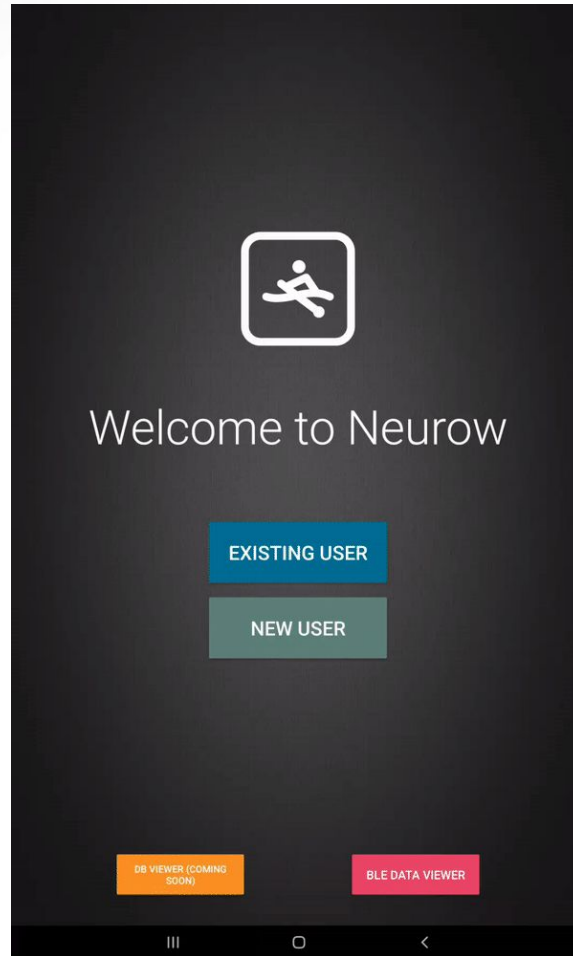 Welcome to Neurow
EXISTING USER
NEW USER
DB VIEWER (COMING
SOON)
BLE DATA VIEWER